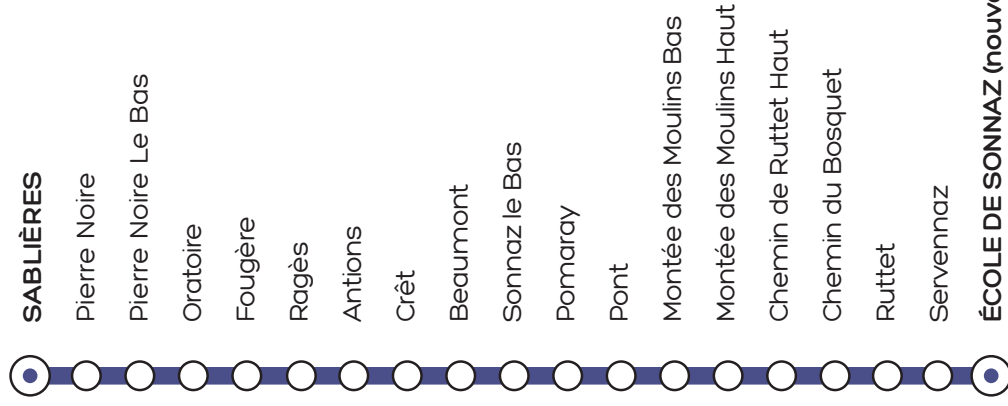 SABLIÈRES
Pierre Noire
Pierre Noire Le Bas
Oratoire
Fougère
Ragès
Antions
Crêt
Beaumont
Sonnaz le Bas
Pomaray
Pont
Montée des Moulins Bas
Montée des Moulins Haut
Chemin de Ruttet Haut
Chemin du Bosquet
Ruttet
Servennaz
ÉCOLE DE SONNAZ